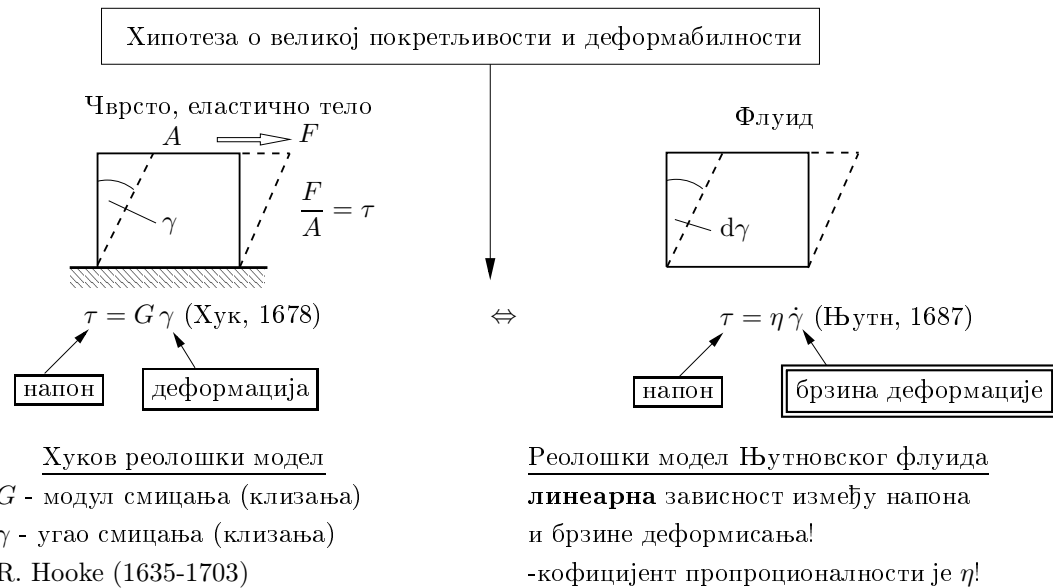 Хипотеза о великој покретљивости и деформабилности
Чврсто, еластично тело
A
F
F/A = τ
γ
τ = G γ (Хук, 1678)
напон
деформација
⇔
Флуид
dγ
τ = η γ̇ (Њутн, 1687)
напон
брзина деформације
Хуков реолошки модел
G - модул смицања (клизања)
γ - угао смицања (клизања)
R. Hooke (1635-1703)
Реолошки модел Њутновског флуида
линеарна зависност између напона
и брзине деформисања!
-кофицијент пропроционалности је η!